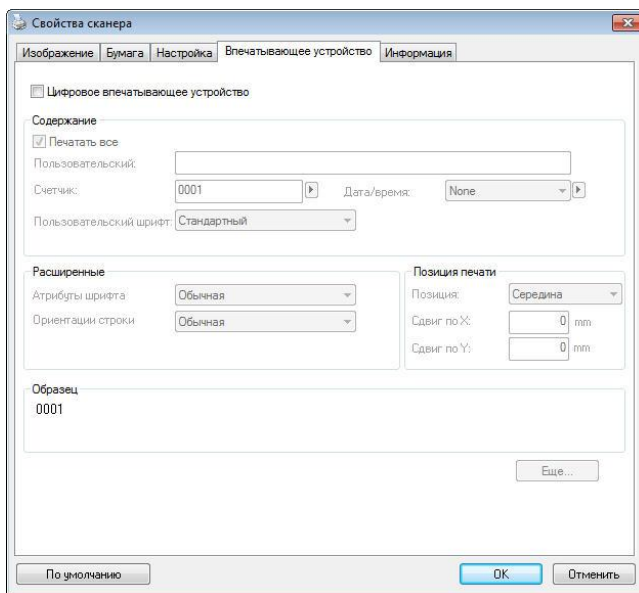 Свойства сканера
Изображение Бумага Настройка Впечатывающее устройство Информация
Цифровое впечатывающее устройство
Содержание
Печатать все
Пользовательский:
Счетчик: 0001 Дата/время: None
Пользовательский шрифт: Стандартный
Расширенные
Атрибуты шрифта Обычная
Ориентации строки Обычная
Позиция печати
Позиция: Середина
Сдвиг по X: 0 mm
Сдвиг по Y: 0 mm
Образец
0001
Еще...
По умолчанию OK Отменить